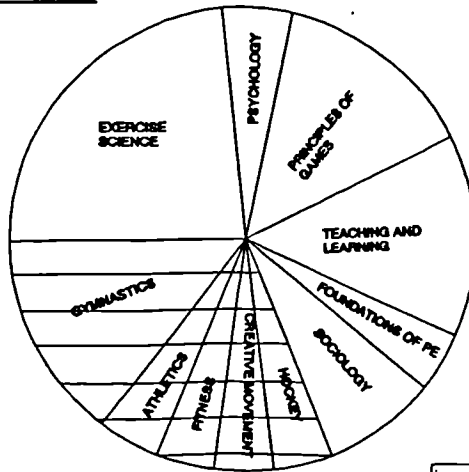 EXERCISE
SCIENCE
PSYCHOLOGY
PRINCIPLES OF
GAMES
TEACHING AND
LEARNING
FOUNDATIONS OF PE
SOCIOLOGY
HOCKEY
CREATIVE MOVEMENT
FITNESS
ATHLETICS
GYMNASTICS